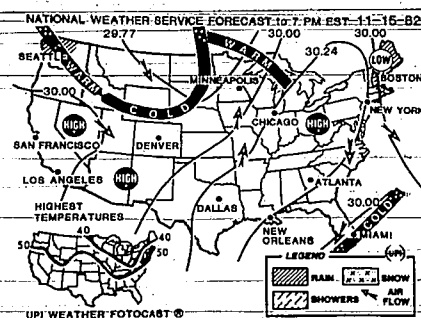 NATIONAL WEATHER SERVICE FORECAST to 7 PM EST 11-15-82
29.77
30.00
30.00
30.24
SEATTLE
WARM
WARM
LOW
BOSTON
MINNEAPOLIS
COLD
30.00
NEW YORK
CHICAGO
HIGH
HIGH
SAN FRANCISCO
DENVER
HIGH
LOS ANGELES
ATLANTA
HIGHEST
TEMPERATURES
DALLAS
30.00
COLD
NEW
ORLEANS
MIAMI
40
40
50
50
LEGEND
UPI
RAIN
SNOW
SHOWERS
AIR
FLOW
UPI WEATHER FOTOCAST ®